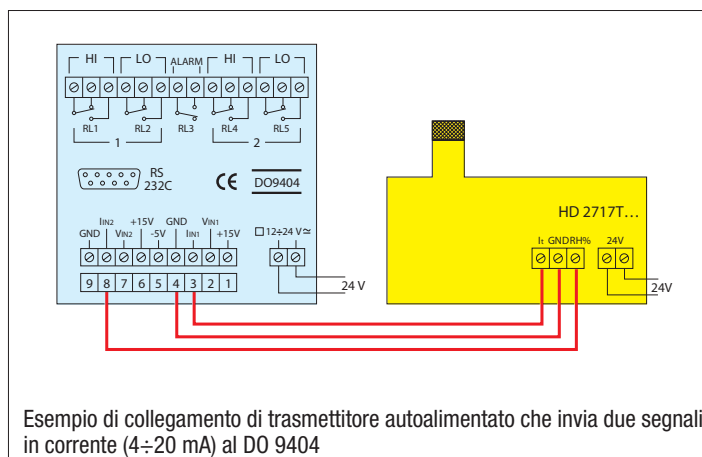 HI LO ALARM HI LO
RL1 RL2 RL3 RL4 RL5
1 2
RS
232C
CE DO9404
IIN2 +15V GND VIN1
GND VIN2 -5V IIN1 +15V
12÷24 V≃
9 8 7 6 5 4 3 2 1
24 V
HD 2717T...
It GND RH% 24V
24V
Esempio di collegamento di trasmettitore autoalimentato che invia due segnali
in corrente (4÷20 mA) al DO 9404